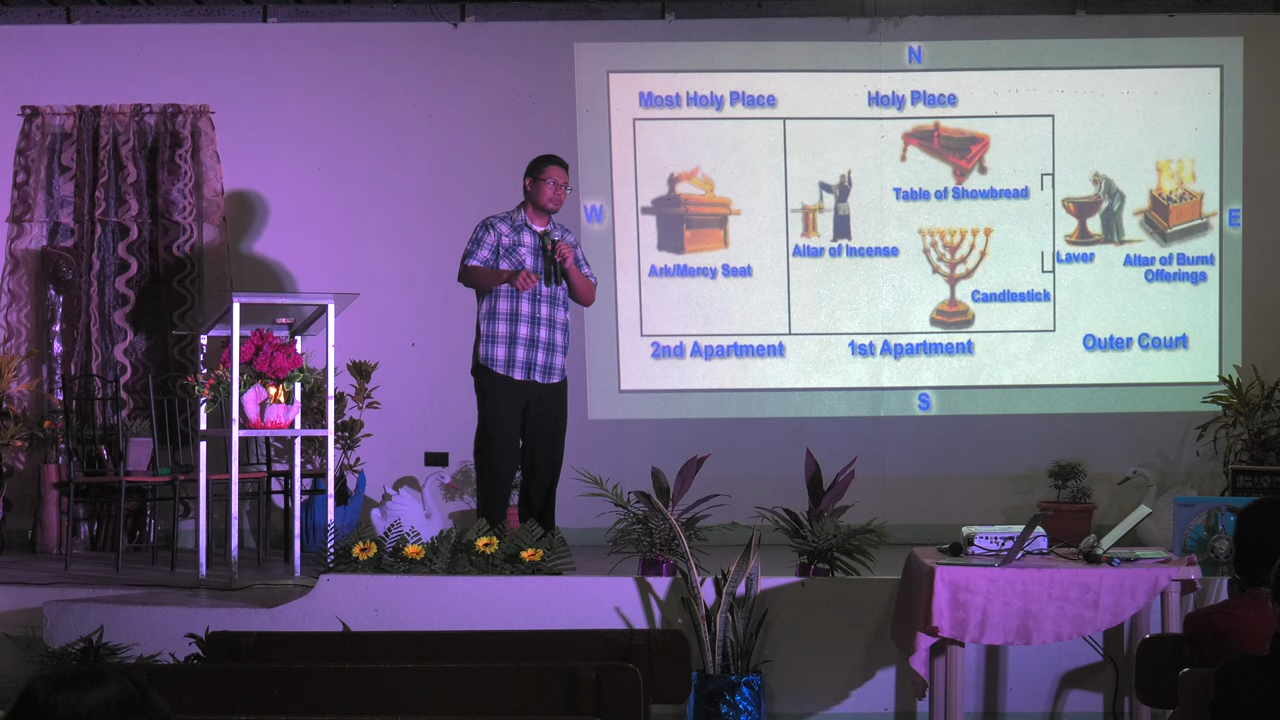 N
Most Holy Place
Holy Place
Table of Showbread
W
E
Altar of Incense
Laver
Altar of Burnt
Offerings
Ark/Mercy Seat
Candlestick
2nd Apartment
1st Apartment
Outer Court
S